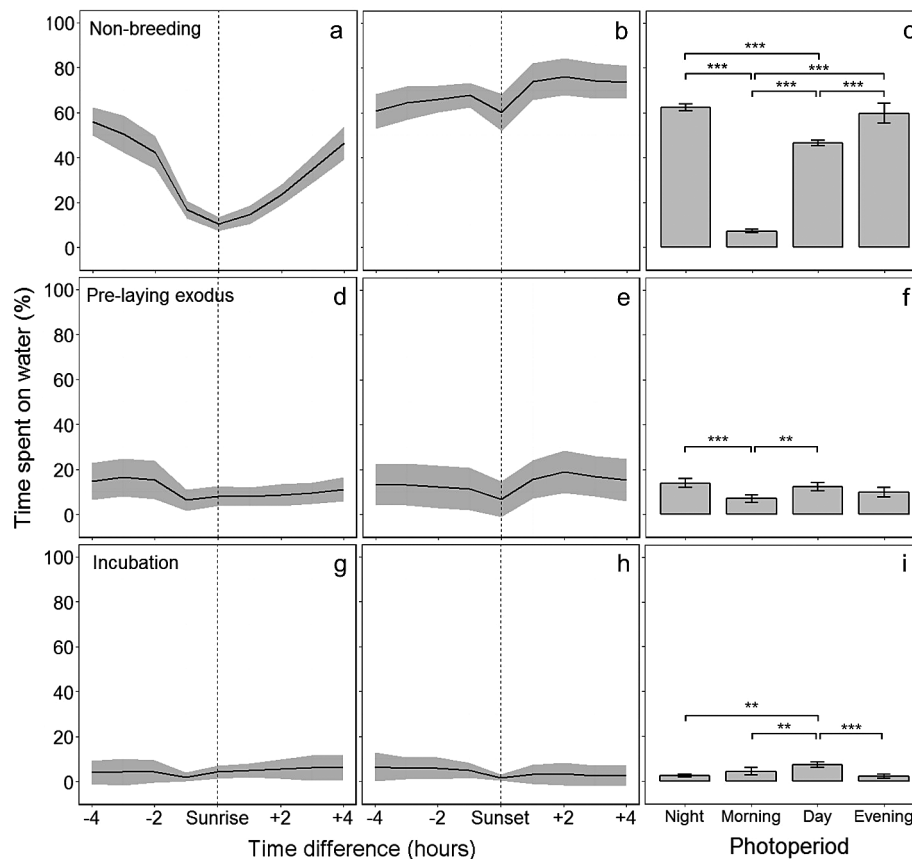 Time spent on water (%)
100
80
60
40
20
0
Non-breeding
a
b
c
***
***
***
***
***
100
80
60
40
20
0
Pre-laying exodus
d
e
f
***
**
100
80
60
40
20
0
Incubation
g
h
i
**
**
***
-4 -2 Sunrise +2 +4
-4 -2 Sunset +2 +4
Night Morning Day Evening
Time difference (hours)
Photoperiod